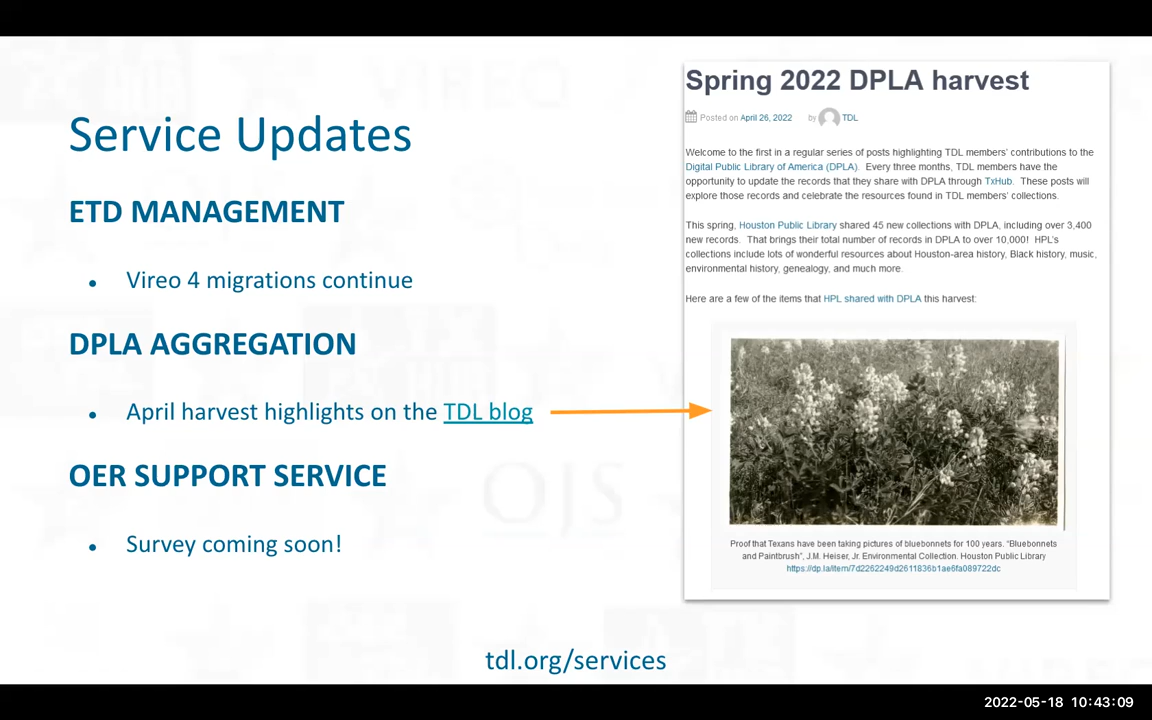 Service Updates
ETD MANAGEMENT
• Vireo 4 migrations continue
DPLA AGGREGATION
• April harvest highlights on the TDL blog
OER SUPPORT SERVICE
• Survey coming soon!
Spring 2022 DPLA harvest
Posted on April 26, 2022 by TDL
Welcome to the first in a regular series of posts highlighting TDL members' contributions to the
Digital Public Library of America (DPLA). Every three months, TDL members have the
opportunity to update the records that they share with DPLA through TxHub. These posts will
explore those records and celebrate the resources found in TDL members' collections.
This spring, Houston Public Library shared 45 new collections with DPLA, including over 3,400
new records. That brings their total number of records in DPLA to over 10,000! HPL's
collections include lots of wonderful resources about Houston-area history, Black history, music,
environmental history, genealogy, and much more.
Here are a few of the items that HPL shared with DPLA this harvest:
Proof that Texans have been taking pictures of bluebonnets for 100 years. "Bluebonnets
and Paintbrush", J.M. Heiser, Jr. Environmental Collection. Houston Public Library
https://dp.la/item/7d2262249d2611836b1ae6fa089722dc
tdl.org/services
VIREO
OJS
2022-05-18 10:43:09